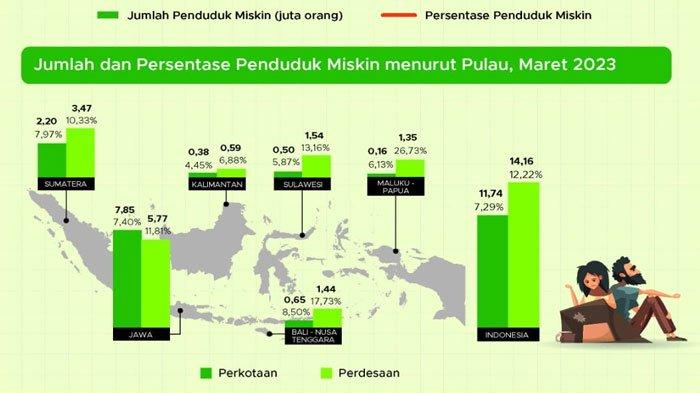 Jumlah Penduduk Miskin (juta orang)
Persentase Penduduk Miskin
Jumlah dan Persentase Penduduk Miskin menurut Pulau, Maret 2023
2,20
7,97%
3,47
10,33%
SUMATERA
0,38
4,45%
0,59
6,88%
KALIMANTAN
0,50
5,87%
1,54
13,16%
SULAWESI
0,16
6,13%
1,35
26,73%
MALUKU -
PAPUA
7,85
7,40%
5,77
11,81%
JAWA
0,65
8,50%
1,44
17,73%
BALI - NUSA
TENGGARA
11,74
7,29%
14,16
12,22%
INDONESIA
Perkotaan
Perdesaan